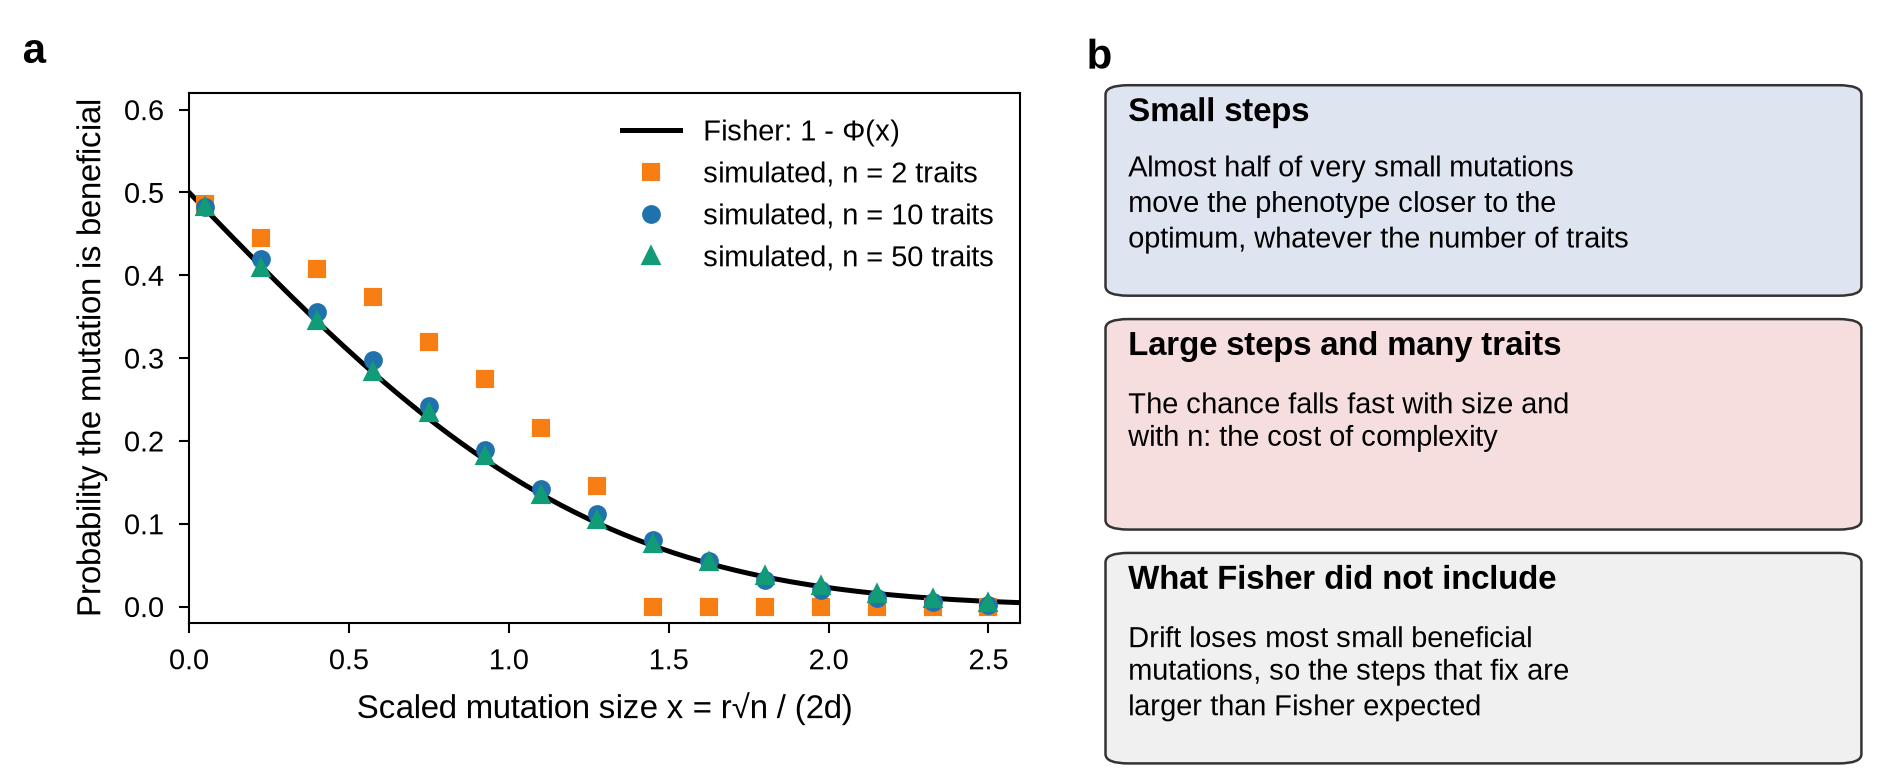 a
Probability the mutation is beneficial
0.6
0.5
0.4
0.3
0.2
0.1
0.0
0.0 0.5 1.0 1.5 2.0 2.5
Scaled mutation size x = r√n / (2d)
Fisher: 1 - Φ(x)
simulated, n = 2 traits
simulated, n = 10 traits
simulated, n = 50 traits
b
Small steps
Almost half of very small mutations
move the phenotype closer to the
optimum, whatever the number of traits
Large steps and many traits
The chance falls fast with size and
with n: the cost of complexity
What Fisher did not include
Drift loses most small beneficial
mutations, so the steps that fix are
larger than Fisher expected